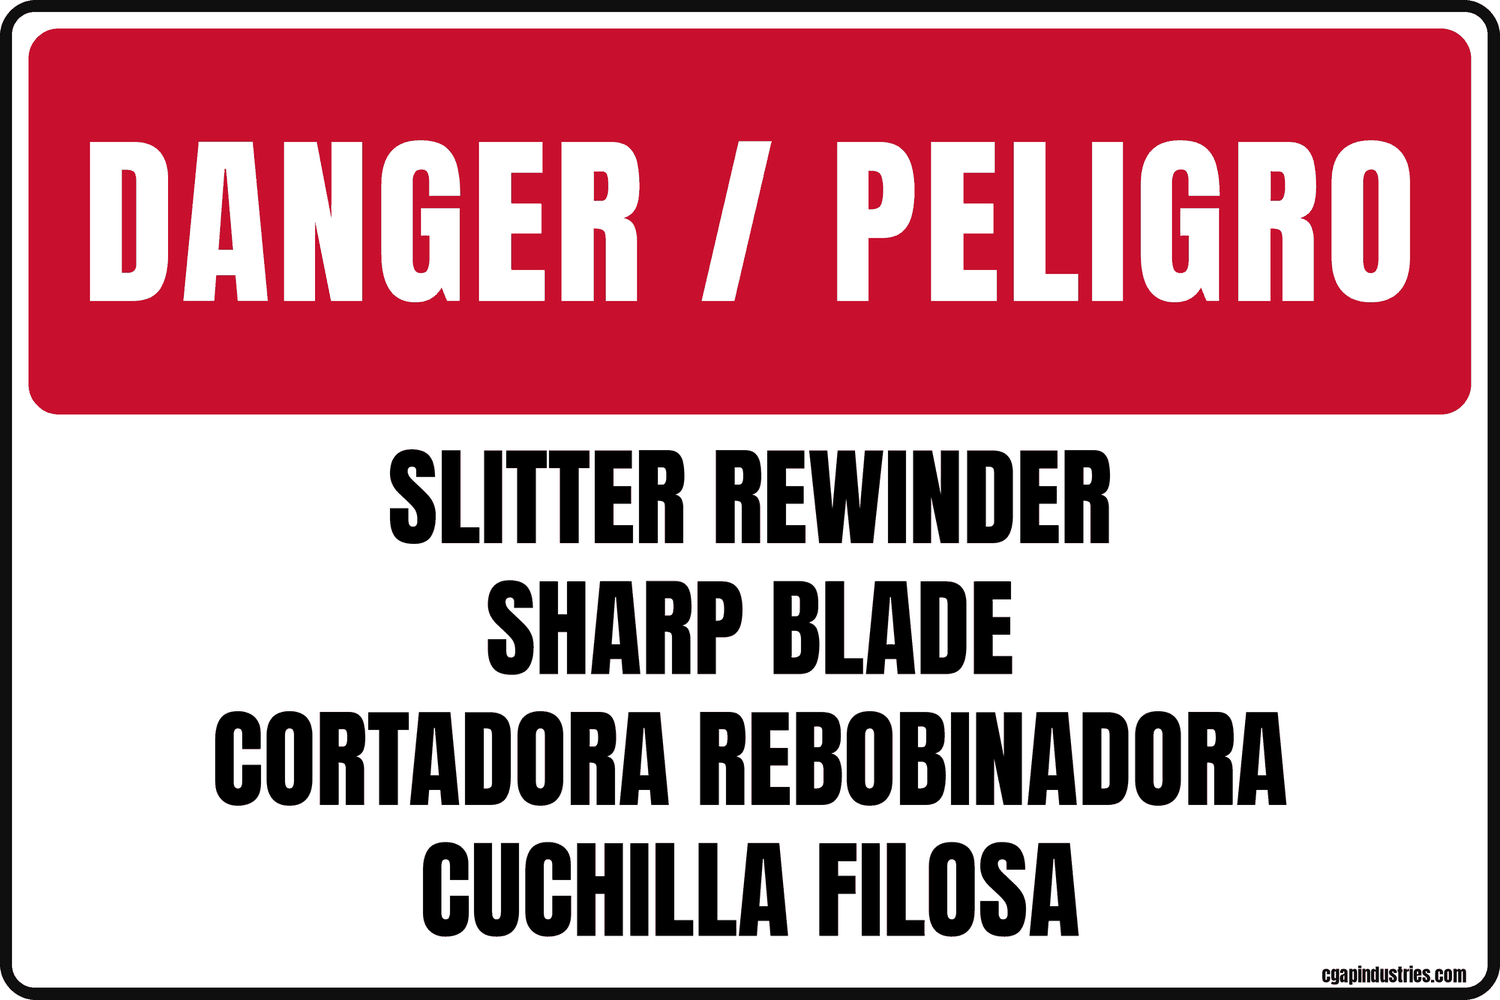 DANGER / PELIGRO
SLITTER REWINDER
SHARP BLADE
CORTADORA REBOBINADORA
CUCHILLA FILOSA
cgapindustries.com